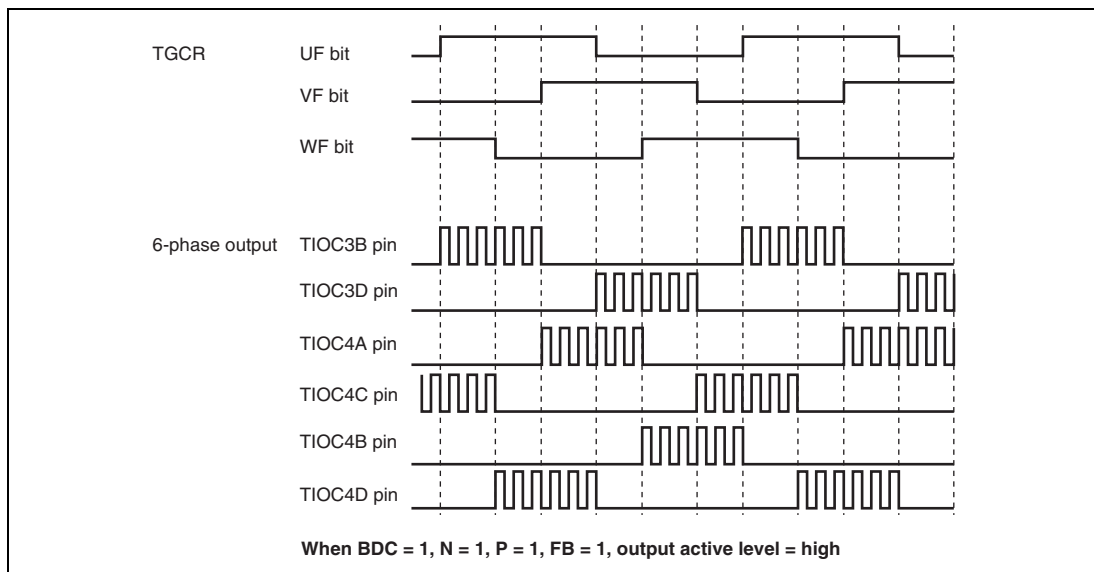 TGCR UF bit
VF bit
WF bit
6-phase output TIOC3B pin
TIOC3D pin
TIOC4A pin
TIOC4C pin
TIOC4B pin
TIOC4D pin
When BDC = 1, N = 1, P = 1, FB = 1, output active level = high